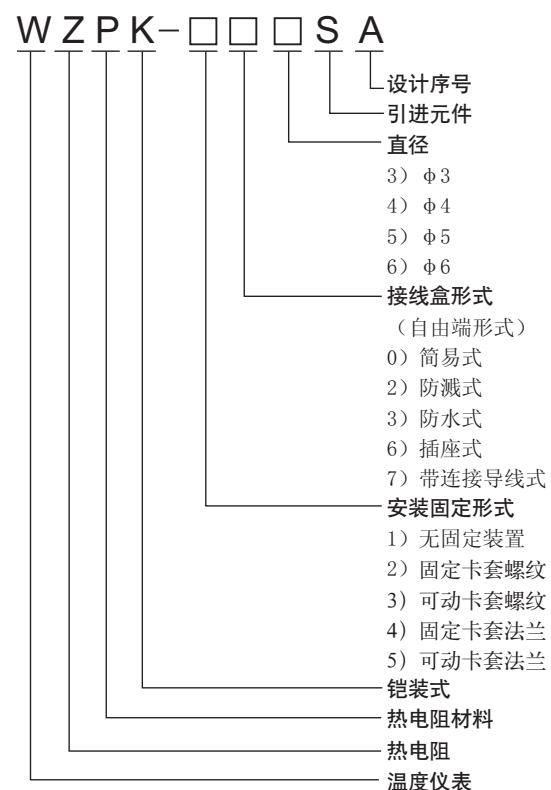 WZPK-□□□SA
设计序号
引进元件
直径
3）φ3
4）φ4
5）φ5
6）φ6
接线盒形式
（自由端形式）
0）简易式
2）防溅式
3）防水式
6）插座式
7）带连接导线式
安装固定形式
1）无固定装置
2）固定卡套螺纹
3）可动卡套螺纹
4）固定卡套法兰
5）可动卡套法兰
铠装式
热电阻材料
热电阻
温度仪表